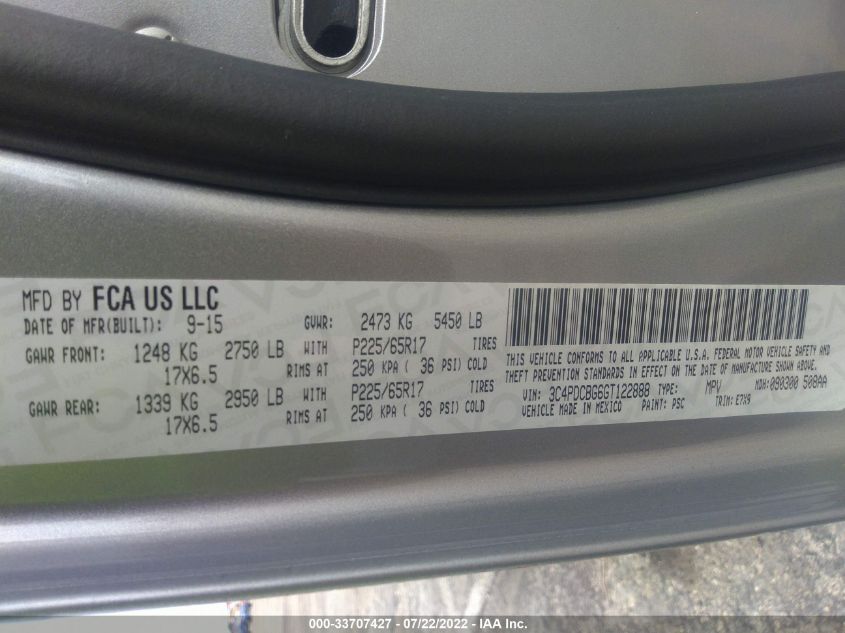 MFD BY FCA US LLC
DATE OF MFR(BUILT): 9-15 GVWR: 2473 KG 5450 LB
GAWR FRONT: 1248 KG 2750 LB WITH P225/65R17 TIRES
17X6.5 RIMS AT 250 KPA ( 36 PSI) COLD
GAWR REAR: 1339 KG 2950 LB WITH P225/65R17 TIRES
17X6.5 RIMS AT 250 KPA ( 36 PSI) COLD
THIS VEHICLE CONFORMS TO ALL APPLICABLE U.S.A. FEDERAL MOTOR VEHICLE SAFETY AND
THEFT PREVENTION STANDARDS IN EFFECT ON THE DATE OF MANUFACTURE SHOWN ABOVE.
VIN: 3C4PDCBG6GT122888 TYPE: MPV MDH: 090300 508AA
VEHICLE MADE IN MEXICO PAINT: PSC TRIM: E7X9
000-33707427 - 07/22/2022 - IAA Inc.